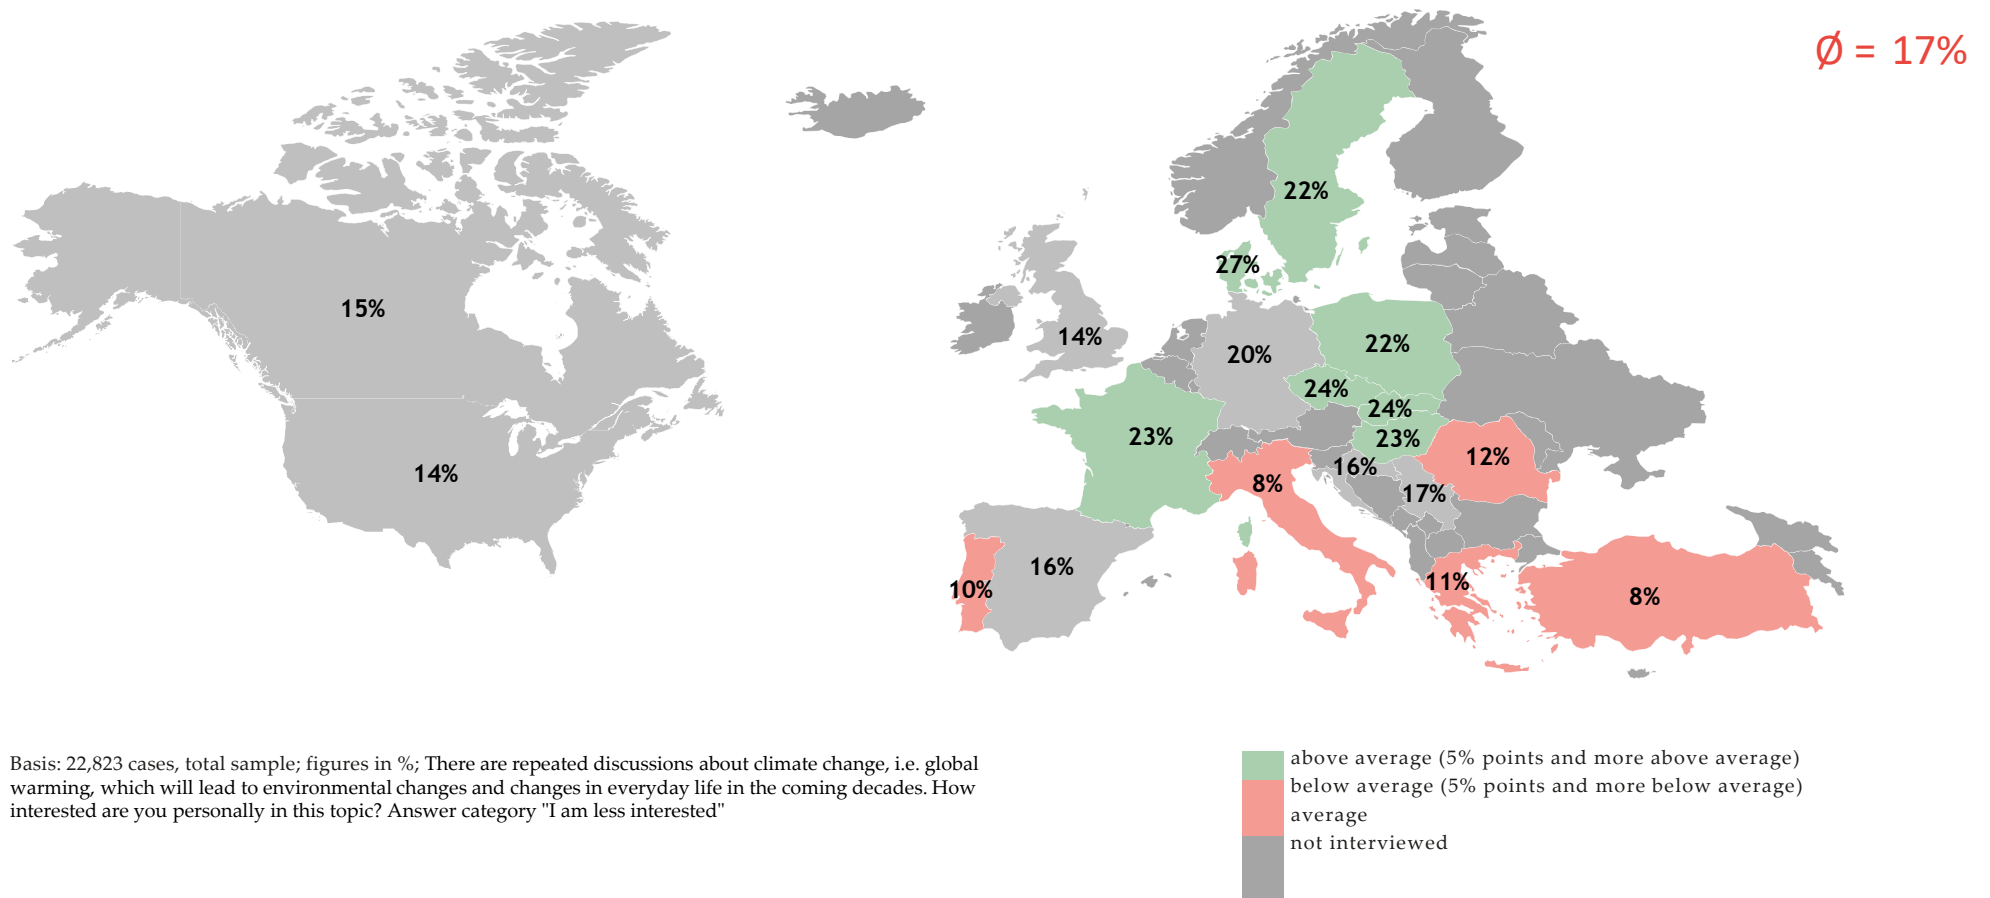 Ø = 17%
22%
27%
15%
14%
20%
22%
24%
24%
23%
23%
12%
14%
8%
16%
17%
16%
10%
11%
8%
Basis: 22,823 cases, total sample; figures in %; There are repeated discussions about climate change, i.e. global
warming, which will lead to environmental changes and changes in everyday life in the coming decades. How
interested are you personally in this topic? Answer category "I am less interested"
above average (5% points and more above average)
below average (5% points and more below average)
average
not interviewed